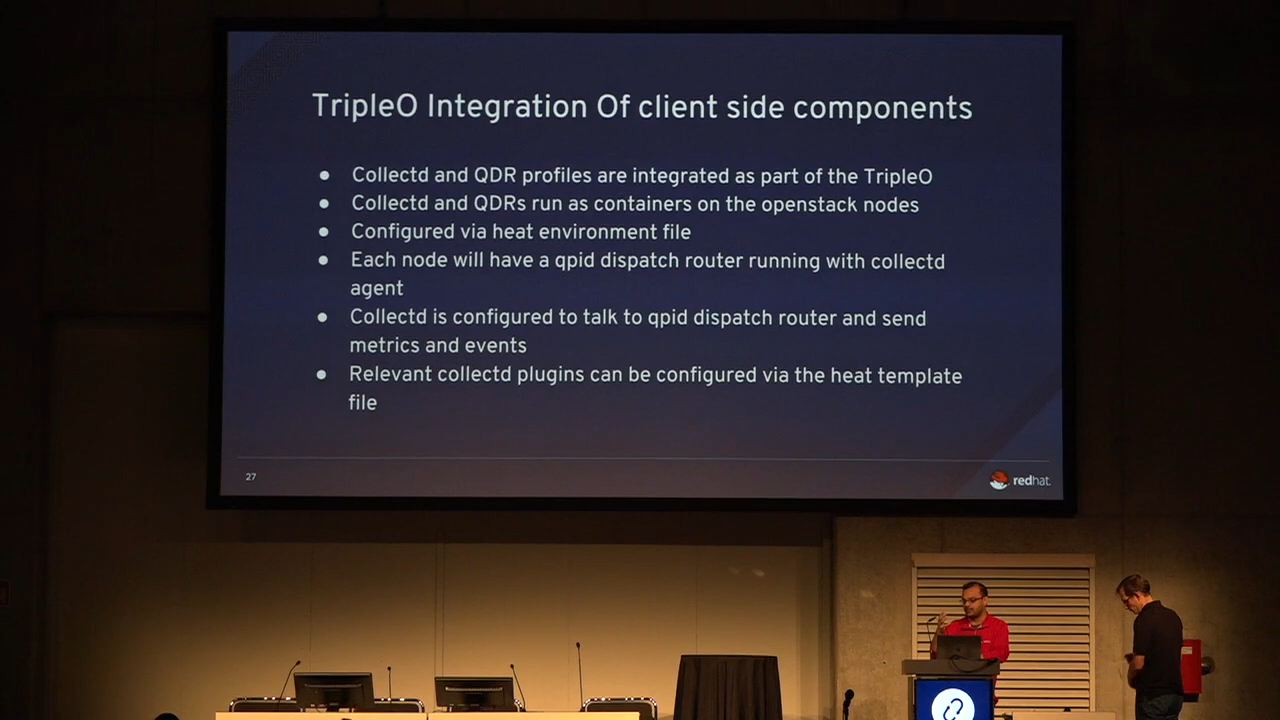 TripleO Integration Of client side components
● Collectd and QDR profiles are integrated as part of the TripleO
● Collectd and QDRs run as containers on the openstack nodes
● Configured via heat environment file
● Each node will have a qpid dispatch router running with collectd
agent
● Collectd is configured to talk to qpid dispatch router and send
metrics and events
● Relevant collectd plugins can be configured via the heat template
file
27
redhat.